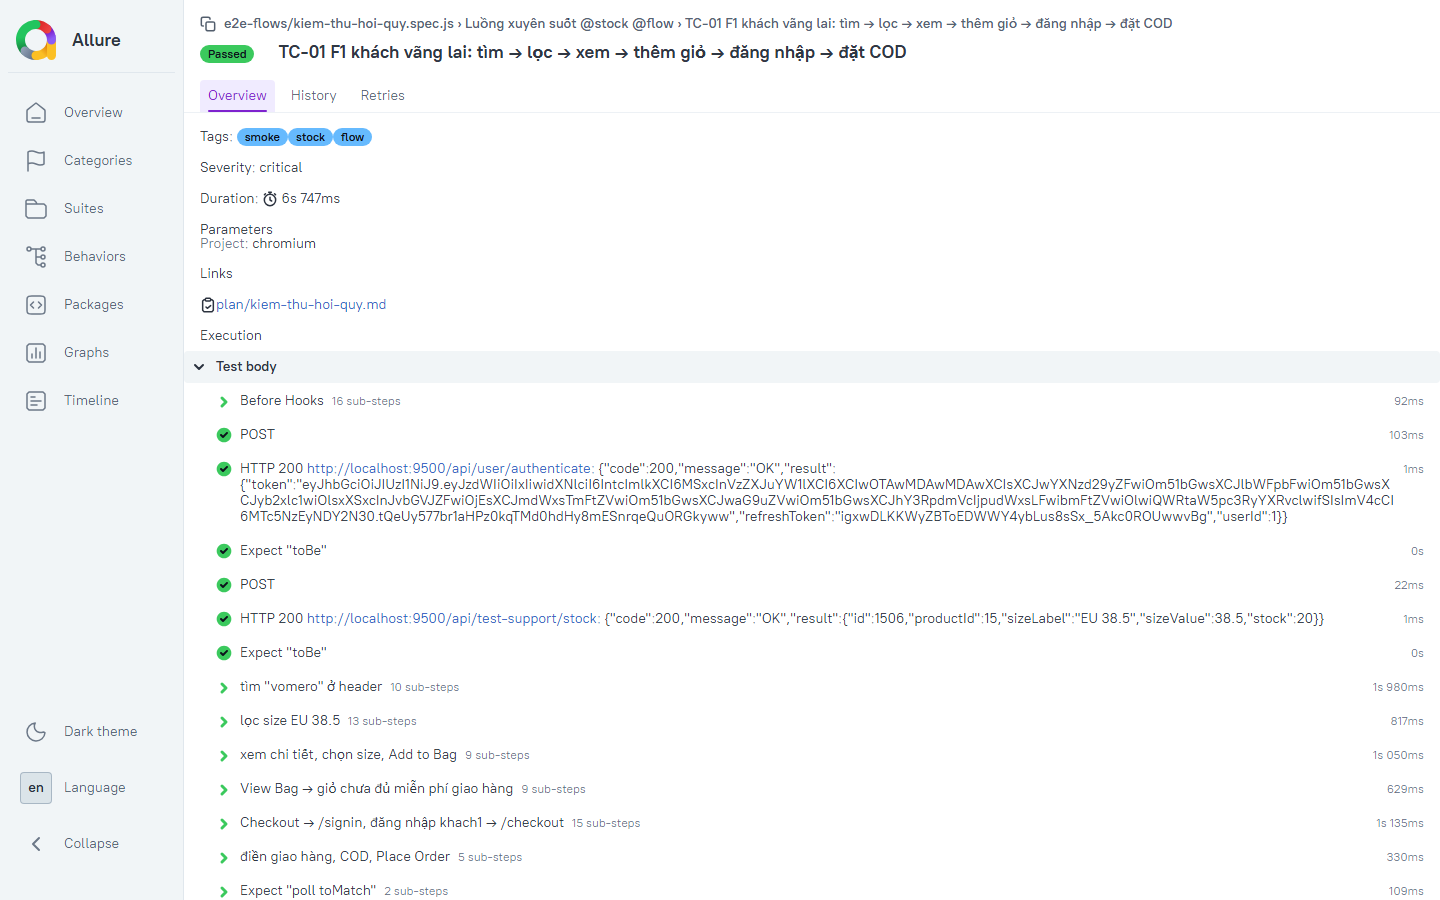 Allure
Overview
Categories
Suites
Behaviors
Packages
Graphs
Timeline
Dark theme
en Language
Collapse
e2e-flows/kiem-thu-hoi-quy.spec.js › Luồng xuyên suốt @stock @flow › TC-01 F1 khách vãng lai: tìm → lọc → xem → thêm giỏ → đăng nhập → đặt COD
Passed TC-01 F1 khách vãng lai: tìm → lọc → xem → thêm giỏ → đăng nhập → đặt COD
Overview History Retries
Tags: smoke stock flow
Severity: critical
Duration: 6s 747ms
Parameters
Project: chromium
Links
plan/kiem-thu-hoi-quy.md
Execution
Test body
Before Hooks 16 sub-steps 92ms
POST 103ms
HTTP 200 http://localhost:9500/api/user/authenticate: {"code":200,"message":"OK","result": 1ms
Expect "toBe" 0s
POST 22ms
HTTP 200 http://localhost:9500/api/test-support/stock: {"code":200,"message":"OK","result":{"id":1506,"productId":15,"sizeLabel":"EU 38.5","sizeValue":38.5,"stock":20}} 1ms
Expect "toBe" 0s
tìm "vomero" ở header 10 sub-steps 1s 980ms
lọc size EU 38.5 13 sub-steps 817ms
xem chi tiết, chọn size, Add to Bag 9 sub-steps 1s 050ms
View Bag → giỏ chưa đủ miễn phí giao hàng 9 sub-steps 629ms
Checkout → /signin, đăng nhập khach1 → /checkout 15 sub-steps 1s 135ms
điền giao hàng, COD, Place Order 5 sub-steps 330ms
Expect "poll toMatch" 2 sub-steps 109ms